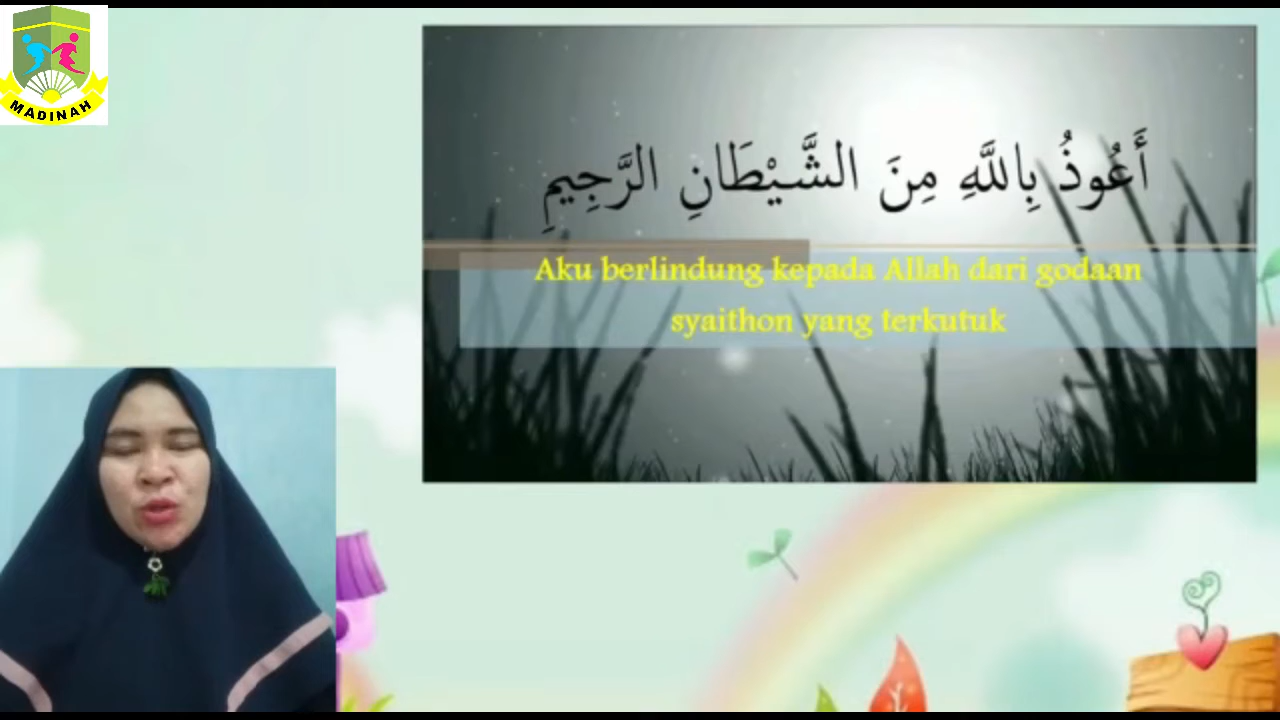 MADINAH
أَعُوذُ بِاللَّهِ مِنَ الشَّيْطَانِ الرَّجِيمِ
Aku berlindung kepada Allah dari godaan
syaithon yang terkutuk